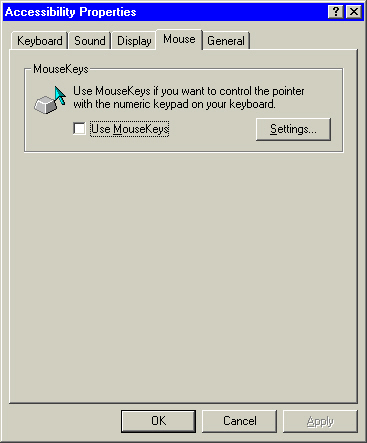 Accessibility Properties
Keyboard Sound Display Mouse General
MouseKeys
Use MouseKeys if you want to control the pointer
with the numeric keypad on your keyboard.
Use MouseKeys Settings...
OK Cancel Apply